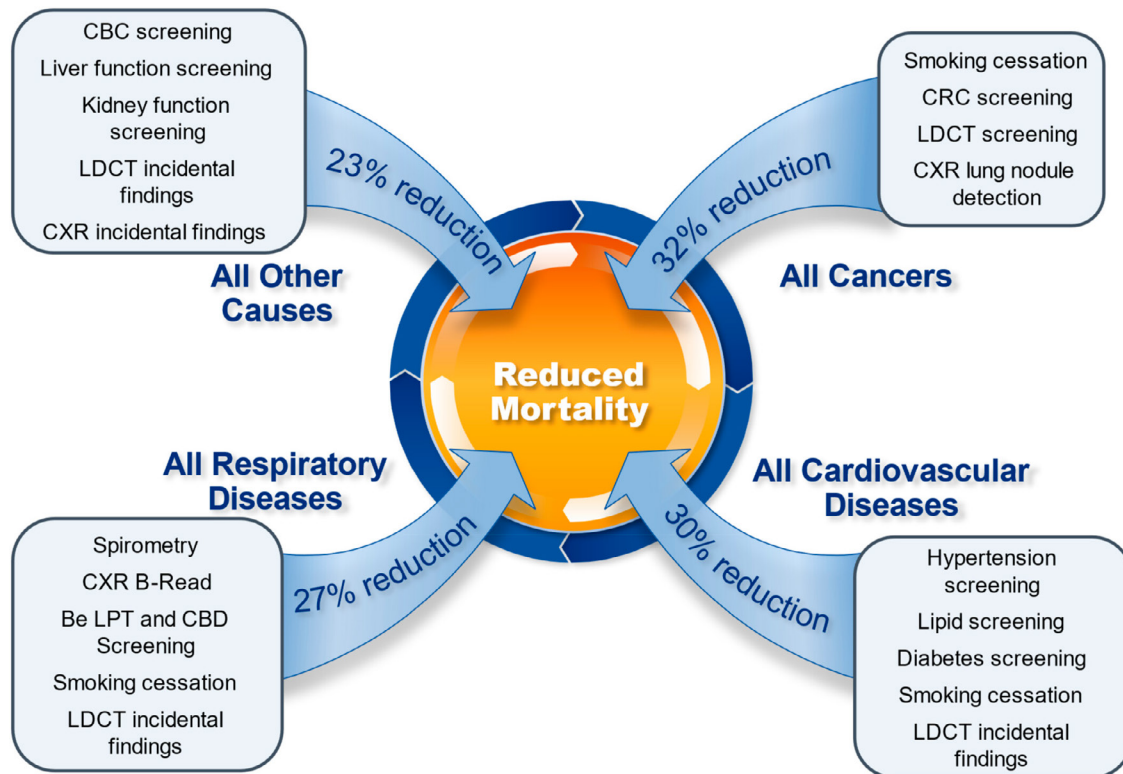 CBC screening
Liver function screening
Kidney function
screening
LDCT incidental
findings
CXR incidental findings
23% reduction
All Other
Causes
Smoking cessation
CRC screening
LDCT screening
CXR lung nodule
detection
32% reduction
All Cancers
Reduced
Mortality
All Respiratory
Diseases
27% reduction
Spirometry
CXR B-Read
Be LPT and CBD
Screening
Smoking cessation
LDCT incidental
findings
All Cardiovascular
Diseases
30% reduction
Hypertension
screening
Lipid screening
Diabetes screening
Smoking cessation
LDCT incidental
findings